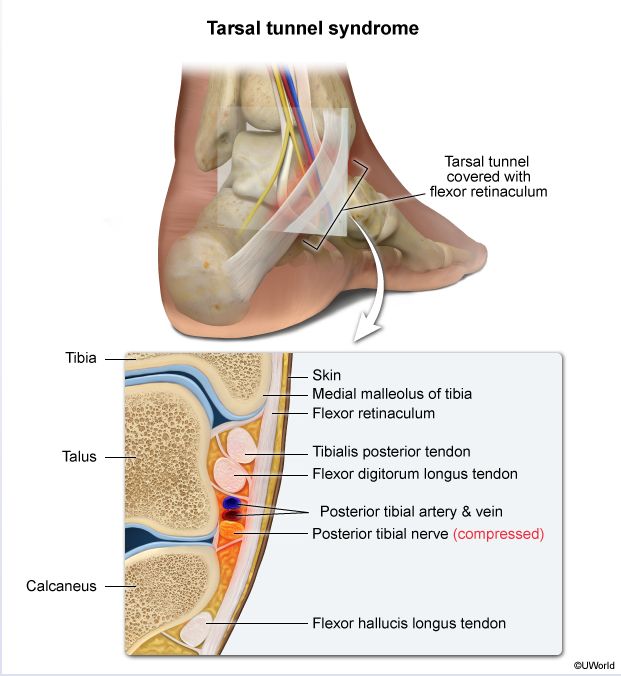 Tarsal tunnel syndrome
Tarsal tunnel
covered with
flexor retinaculum
Tibia
Skin
Medial malleolus of tibia
Flexor retinaculum
Talus
Tibialis posterior tendon
Flexor digitorum longus tendon
Posterior tibial artery & vein
Posterior tibial nerve (compressed)
Calcaneus
Flexor hallucis longus tendon
©UWorld